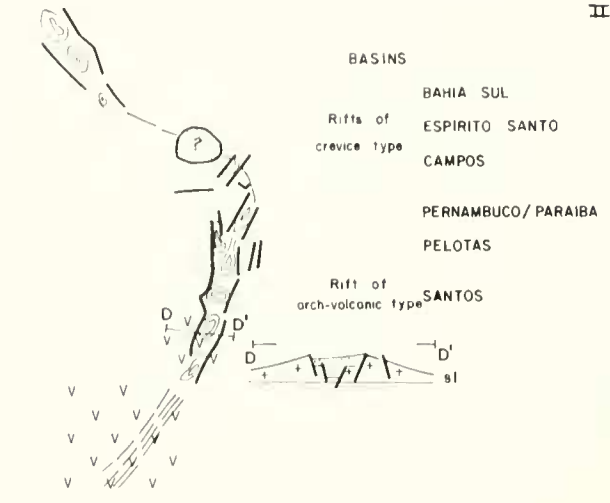 II
BASINS
BAHIA SUL
Rifts of
crevice type
ESPIRITO SANTO
CAMPOS
PERNAMBUCO/PARAIBA
PELOTAS
Rift of
arch-volcanic type
SANTOS
?
D V D'
V V V
V V
D D'
+ + + +
sl
V V V
V V V
V V V
V V V
V V V